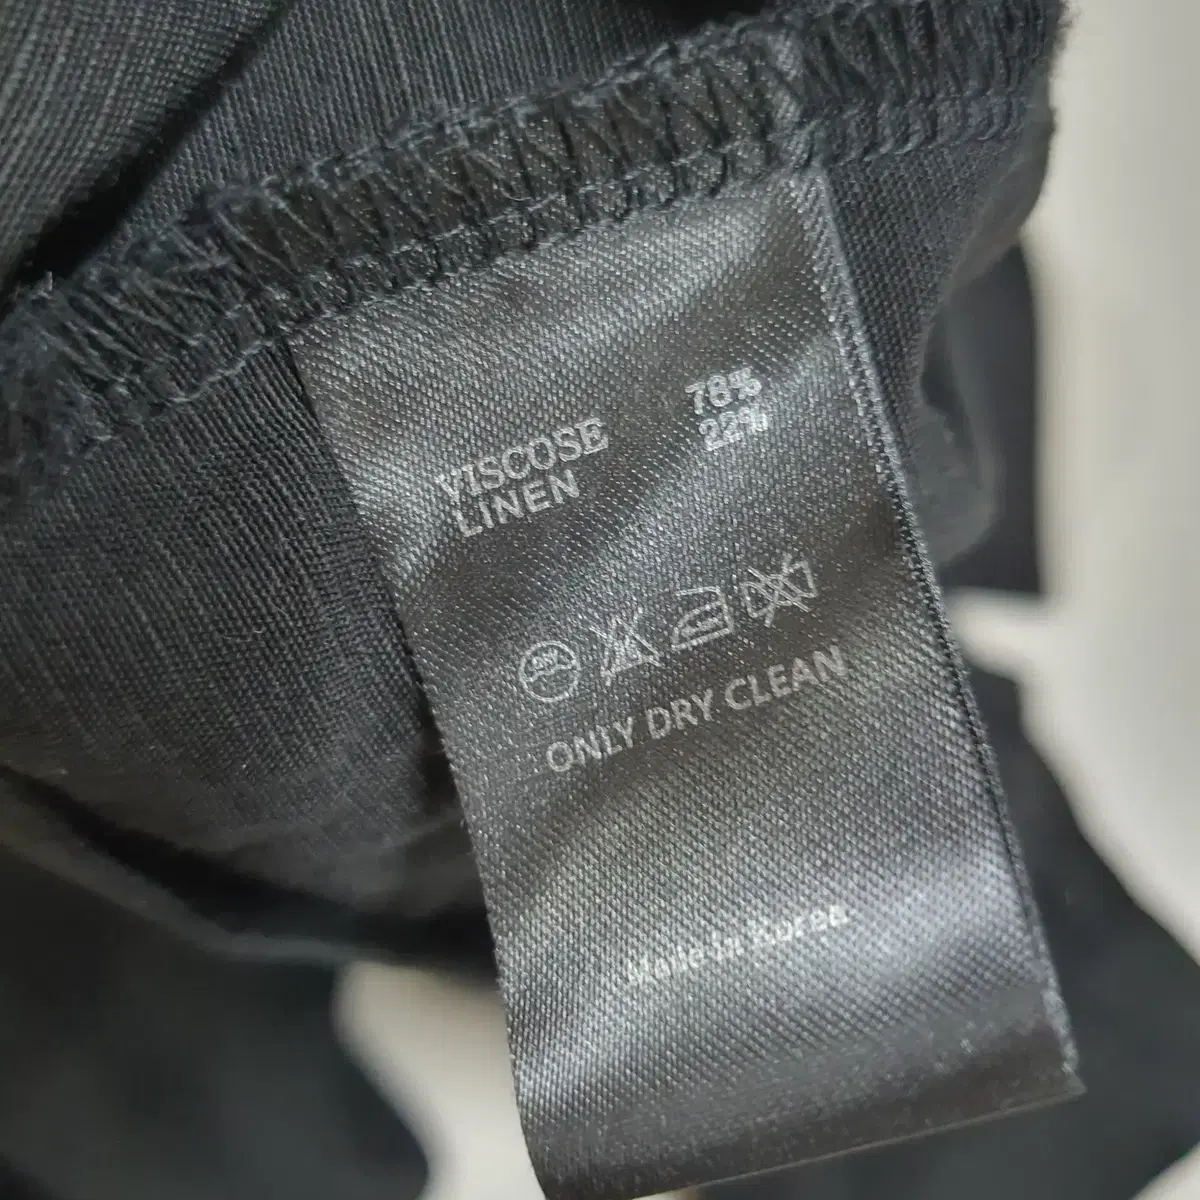 VISCOSE 78%
LINEN 22%
ONLY DRY CLEAN
Made in Korea